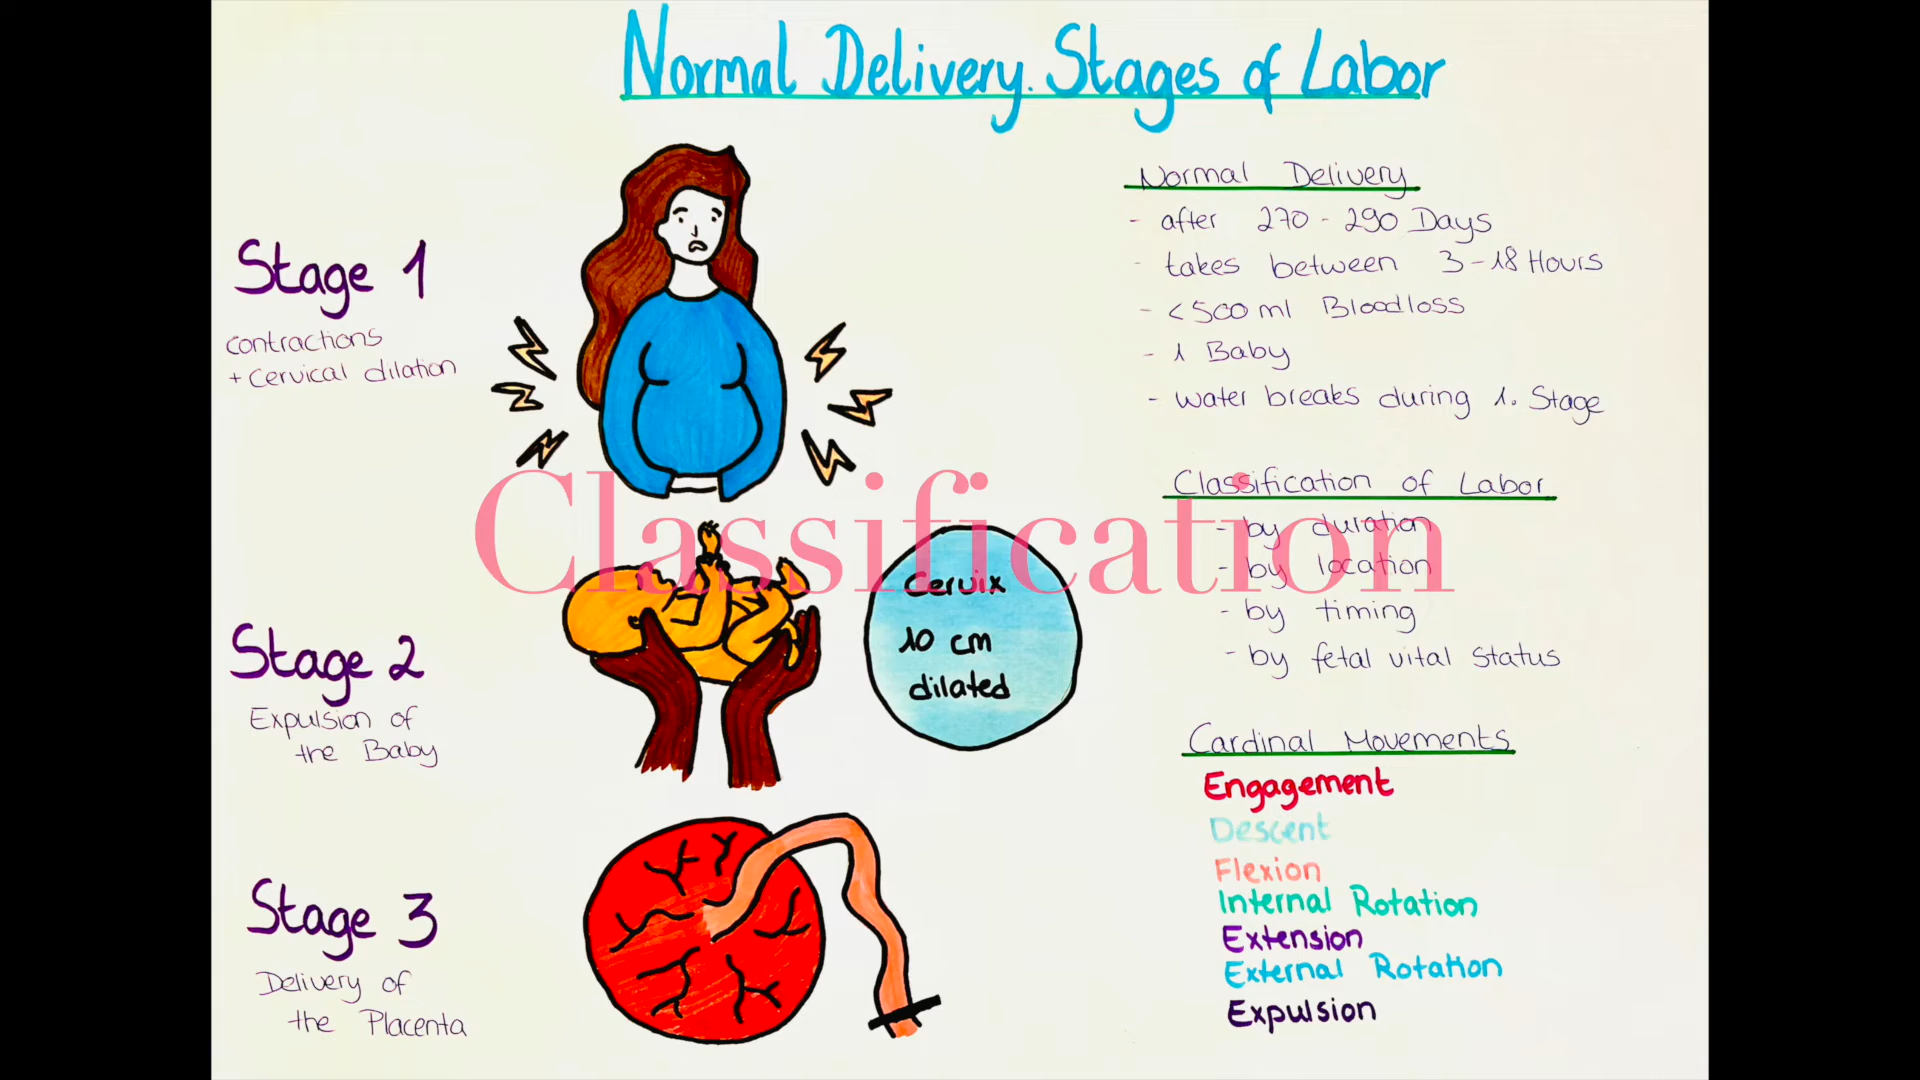 Normal Delivery. Stages of Labor
Stage 1
contractions
+ cervical dilation
Stage 2
Expulsion of
the Baby
Stage 3
Delivery of
the Placenta
cervix
10 cm
dilated
Classification
Normal Delivery
- after 270 - 290 Days
- takes between 3 - 18 Hours
- < 500 ml Bloodloss
- 1 Baby
- water breaks during 1. Stage
Classification of Labor
- by duration
- by location
- by timing
- by fetal vital status
Cardinal Movements
Engagement
Descent
Flexion
Internal Rotation
Extension
External Rotation
Expulsion